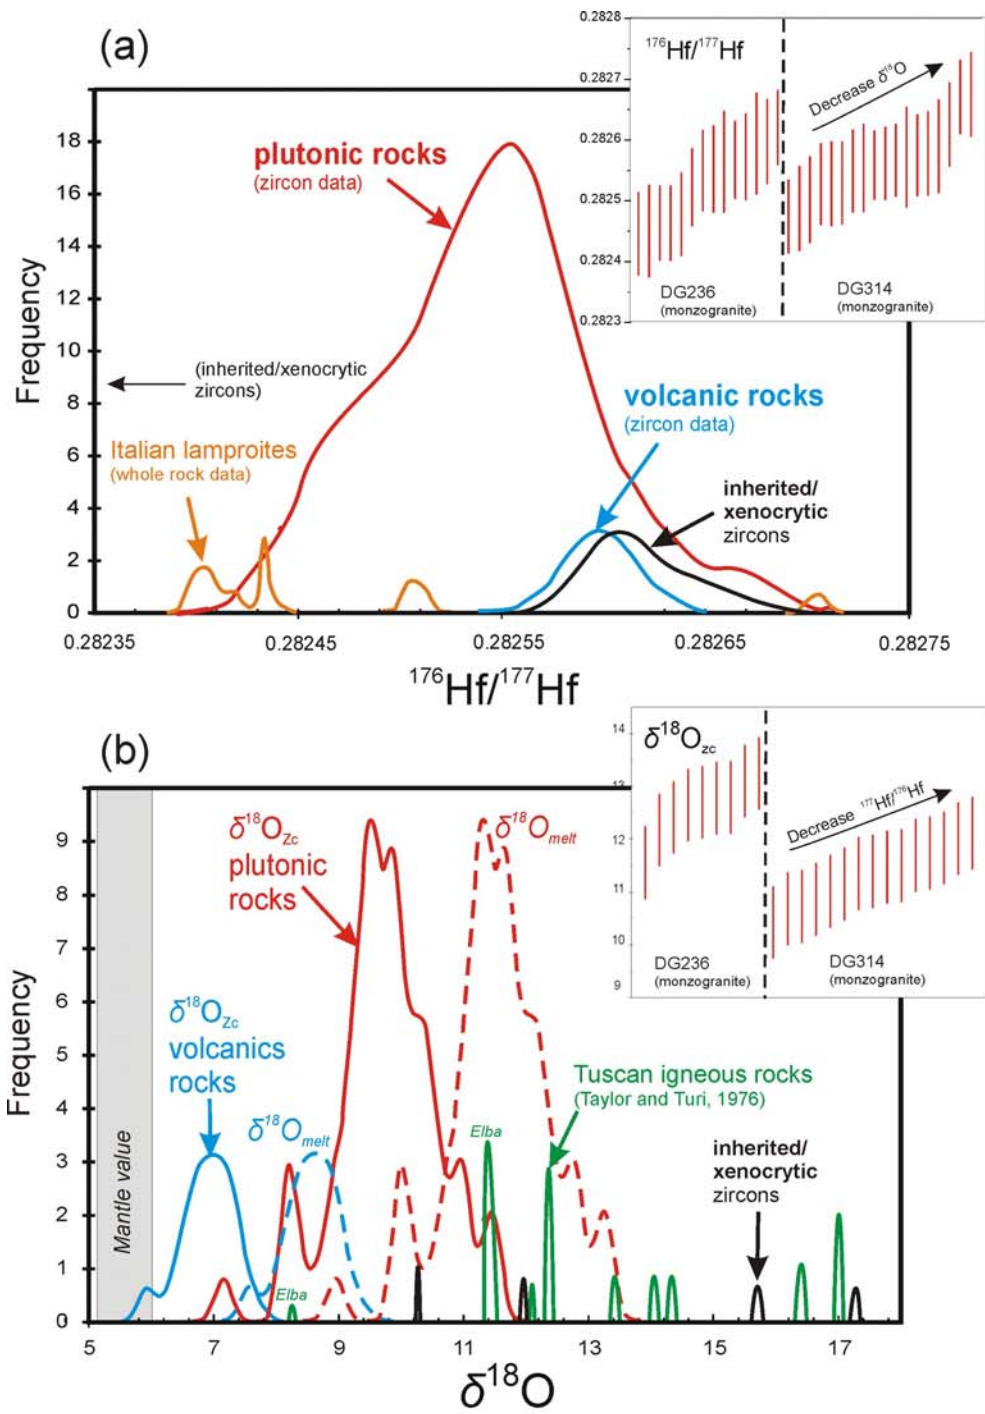 (a)
0.2828
0.2827
0.2826
0.2825
0.2824
0.2823
176Hf/177Hf
Decrease δ18O
DG236
(monzogranite)
DG314
(monzogranite)
18
16
14
12
10
8
6
4
2
0
Frequency
plutonic rocks
(zircon data)
(inherited/xenocrytic
zircons)
Italian lamproites
(whole rock data)
volcanic rocks
(zircon data)
inherited/
xenocrytic
zircons
0.28235
0.28245
0.28255
0.28265
0.28275
176Hf/177Hf
(b)
14
13
12
11
10
9
δ18Ozc
Decrease 177Hf/176Hf
DG236
(monzogranite)
DG314
(monzogranite)
9
8
7
6
5
4
3
2
1
0
Frequency
Mantle value
δ18OZc
plutonic
rocks
δ18Omelt
δ18OZc
volcanics
rocks
δ18Omelt
Tuscan igneous rocks
(Taylor and Turi, 1976)
Elba
Elba
inherited/
xenocrytic
zircons
5
7
9
11
13
15
17
δ18O